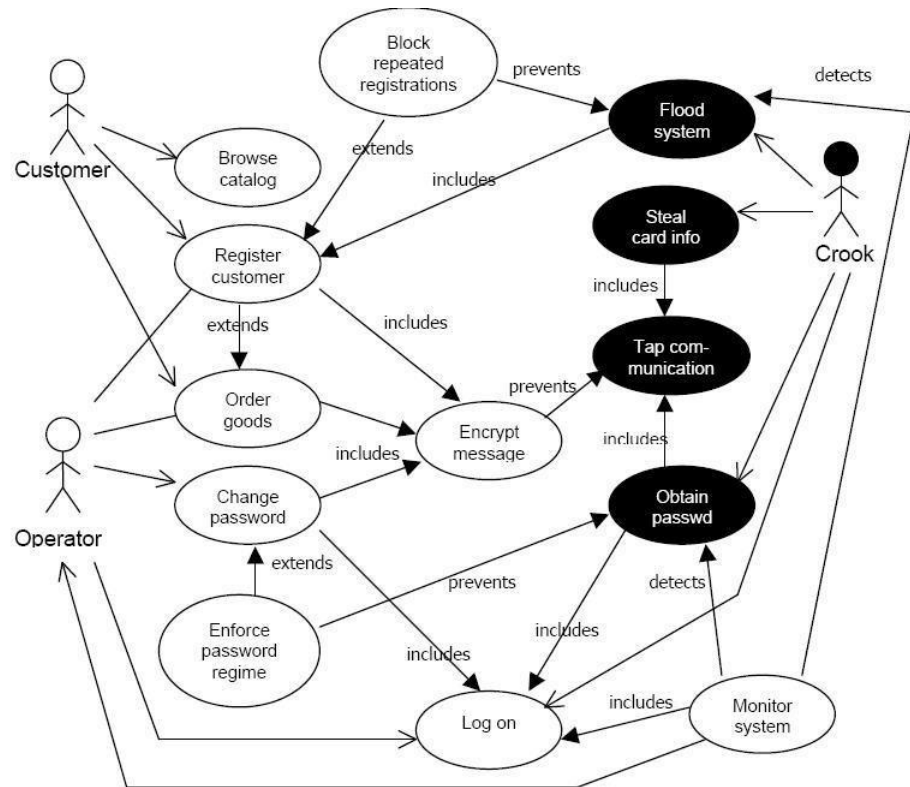 Block
repeated
registrations
prevents
detects
Flood
system
Customer
Browse
catalog
extends
includes
Steal
card info
Crook
Register
customer
includes
extends
includes
Tap com-
munication
prevents
Order
goods
Encrypt
message
includes
includes
Change
password
Obtain
passwd
Operator
extends
prevents
detects
Enforce
password
regime
includes
includes
includes
Log on
Monitor
system